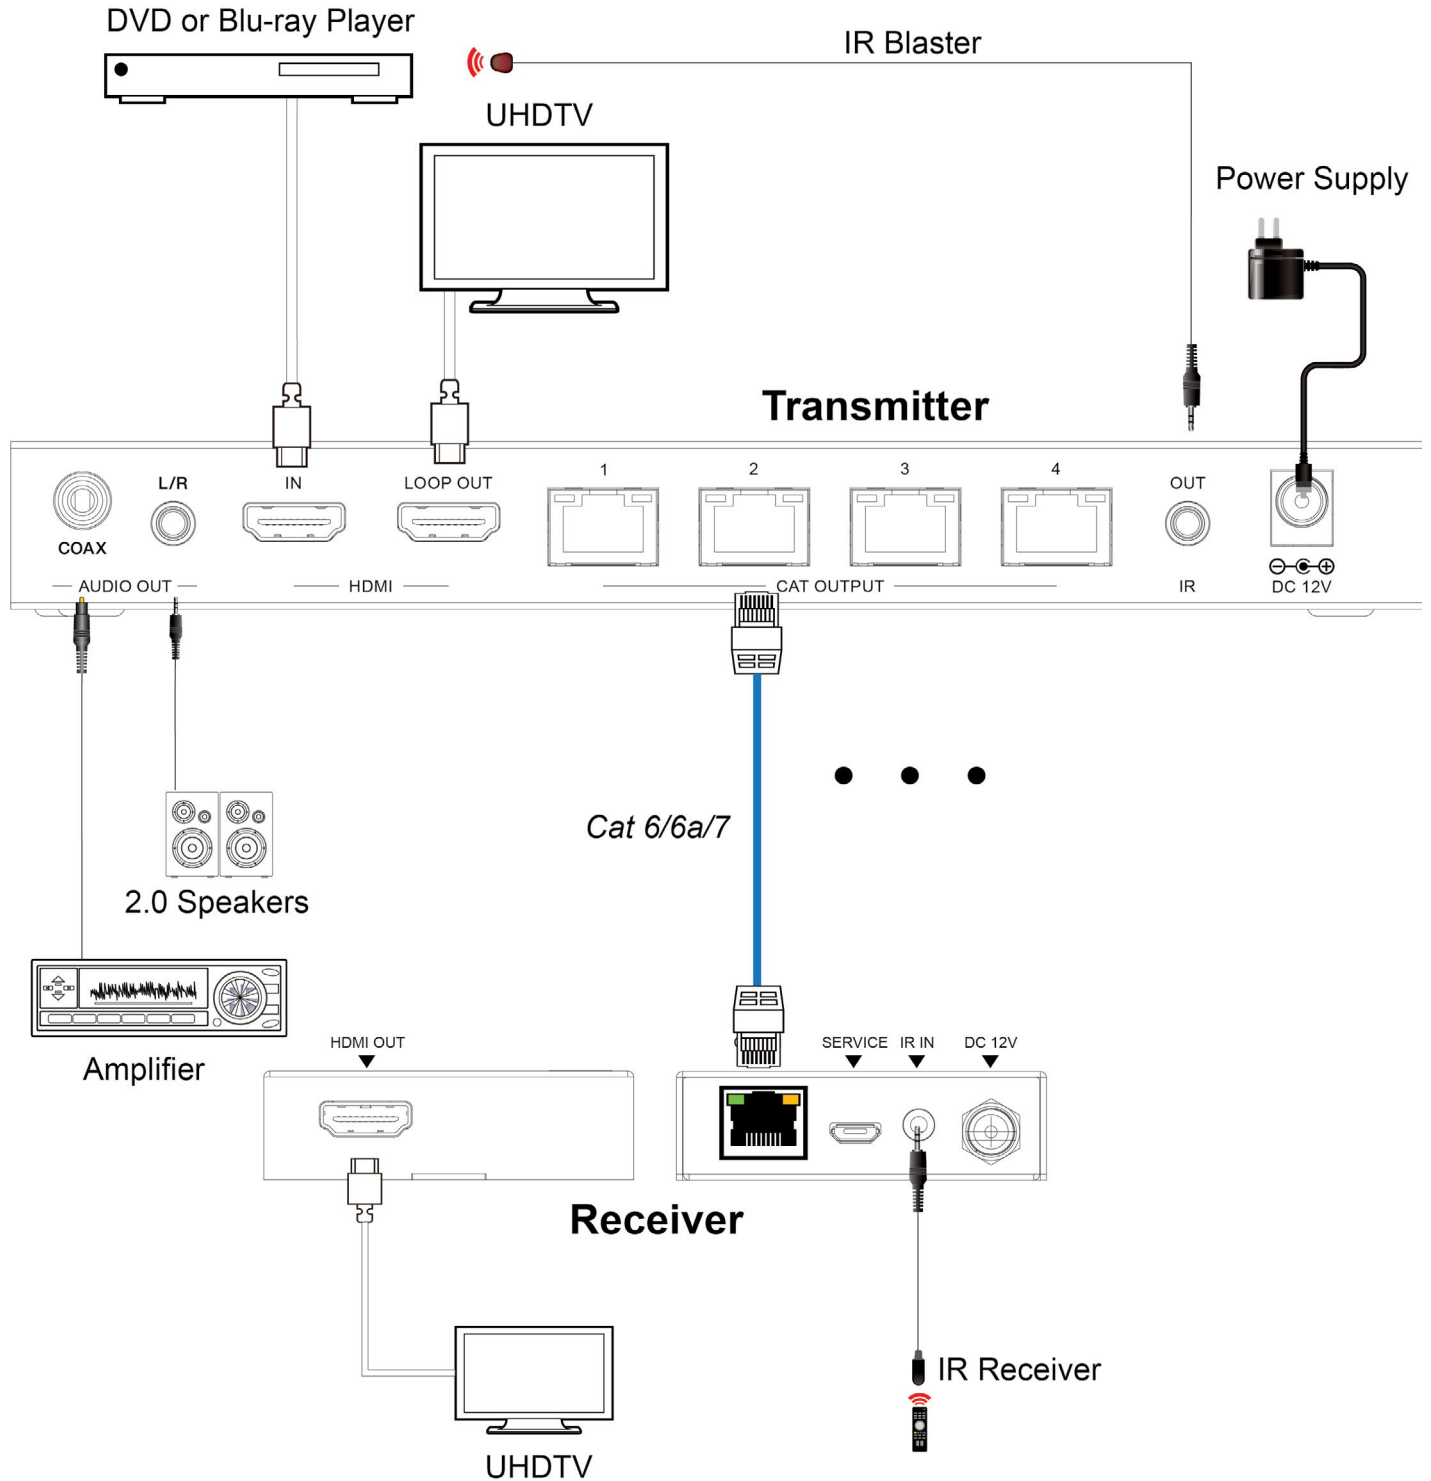 DVD or Blu-ray Player
IR Blaster
UHDTV
Power Supply
Transmitter
1 2 3 4
L/R IN LOOP OUT OUT
COAX
AUDIO OUT HDMI CAT OUTPUT IR DC 12V
Cat 6/6a/7
2.0 Speakers
Amplifier
HDMI OUT SERVICE IR IN DC 12V
Receiver
IR Receiver
UHDTV